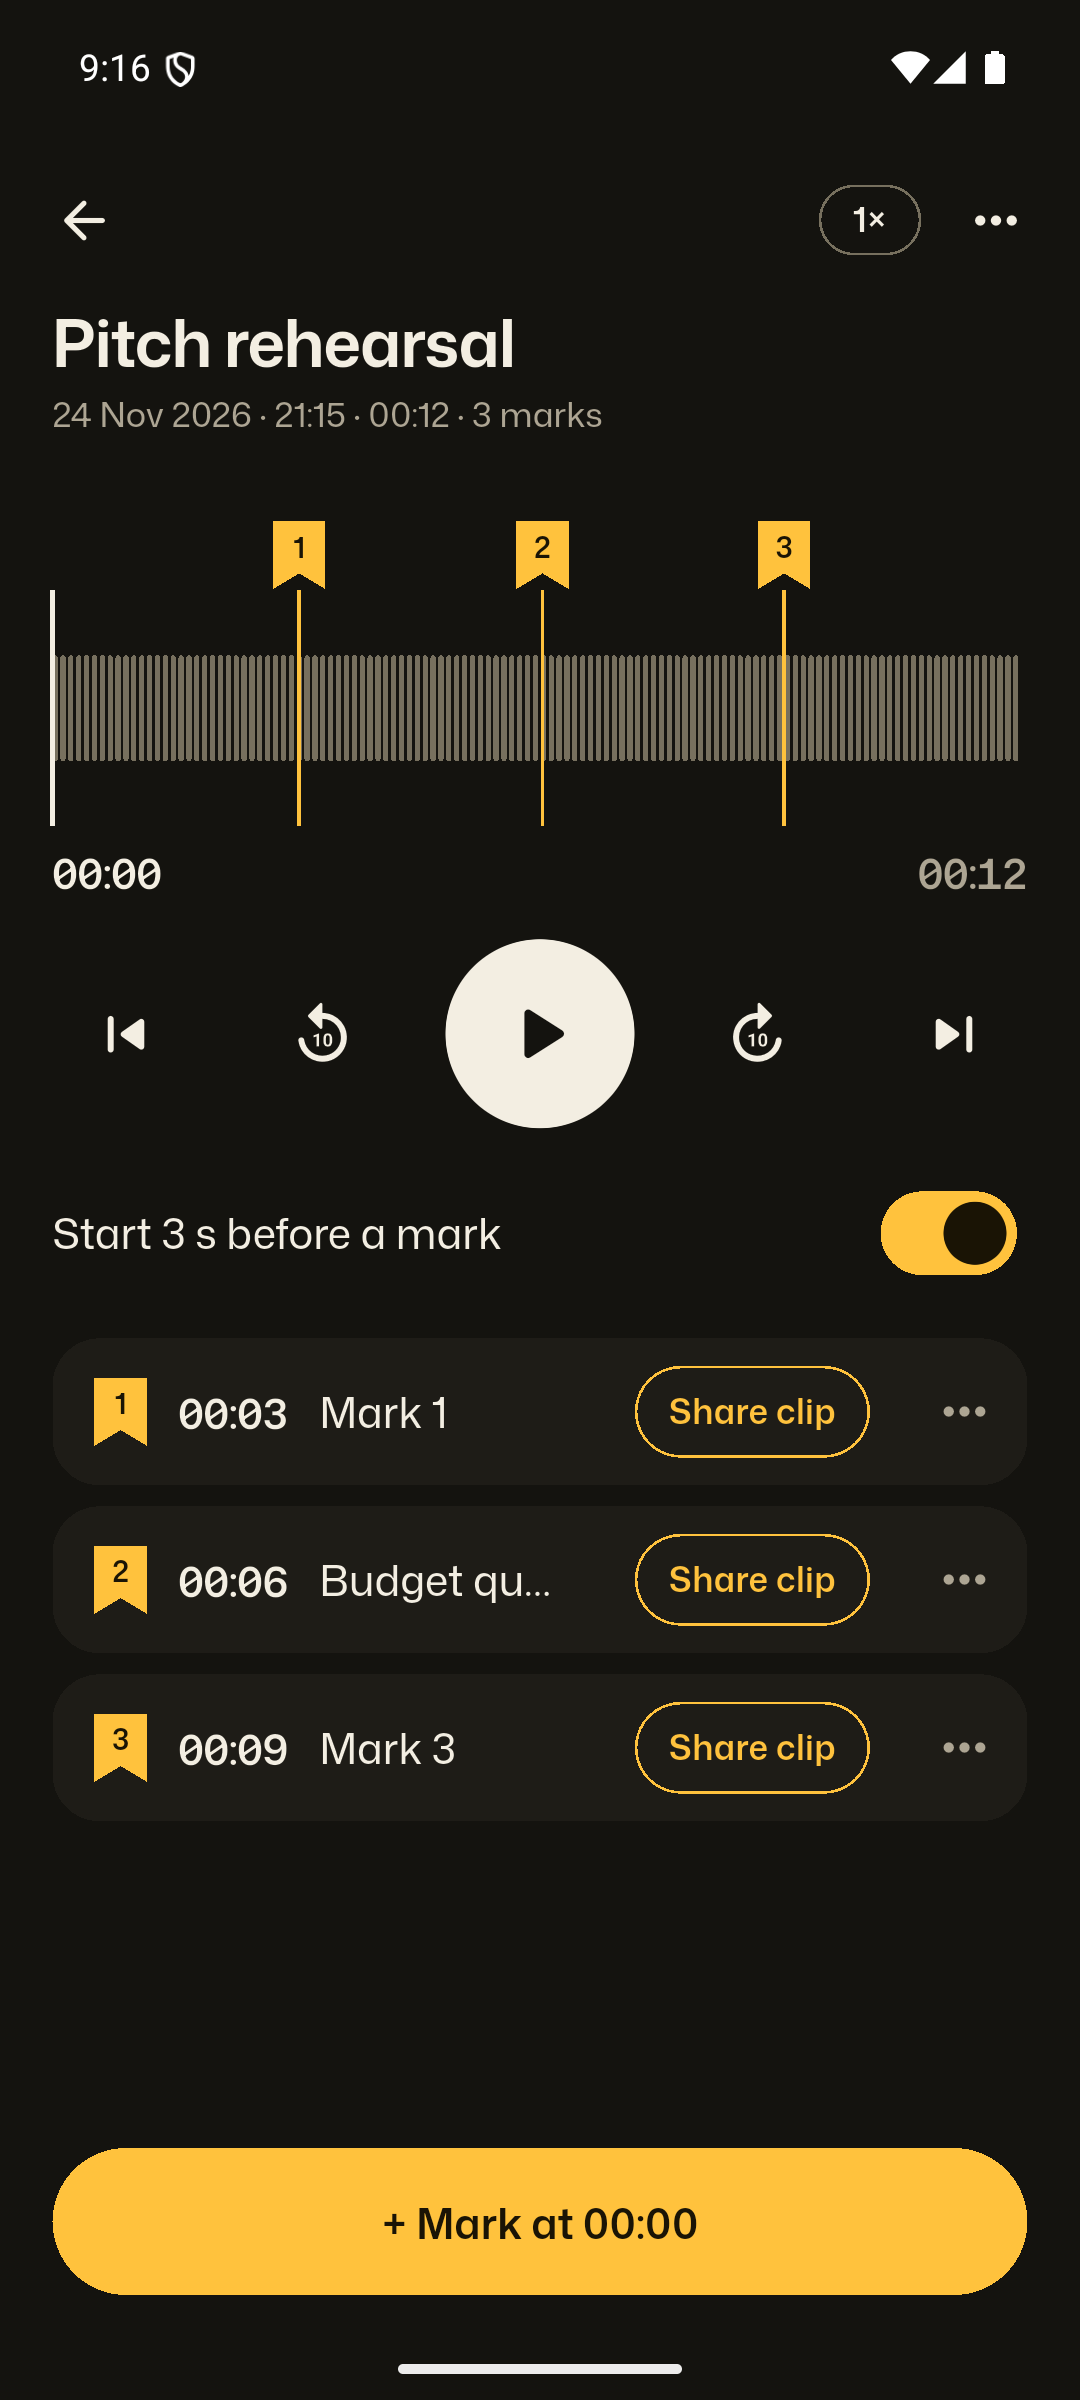 9:16
1×
Pitch rehearsal
24 Nov 2026 · 21:15 · 00:12 · 3 marks
1 2 3
00:00 00:12
10 10
Start 3 s before a mark
1 00:03 Mark 1 Share clip
2 00:06 Budget qu... Share clip
3 00:09 Mark 3 Share clip
+ Mark at 00:00